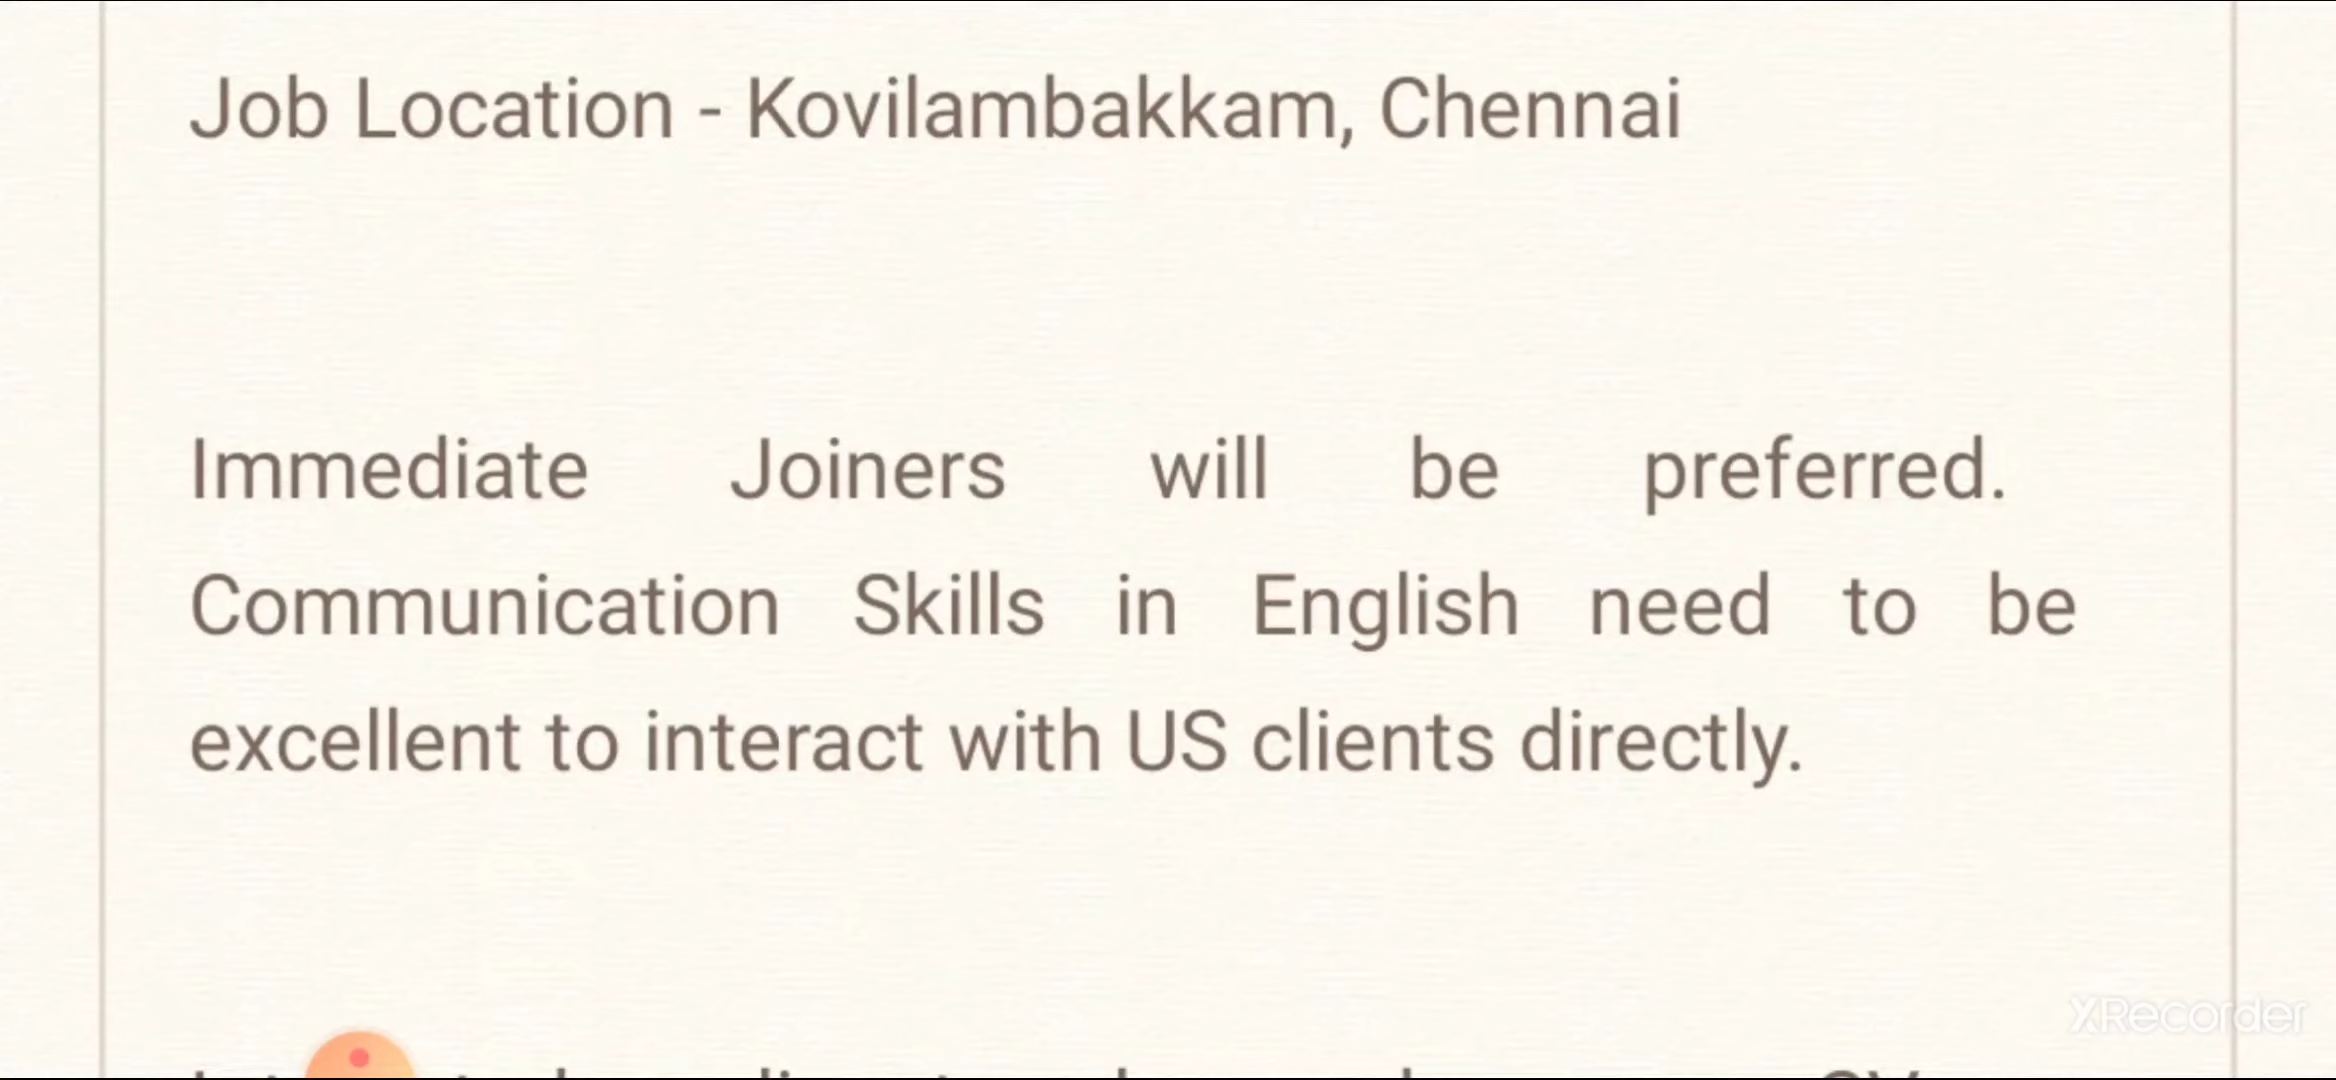 Job Location - Kovilambakkam, Chennai
Immediate Joiners will be preferred.
Communication Skills in English need to be
excellent to interact with US clients directly.
XRecorder